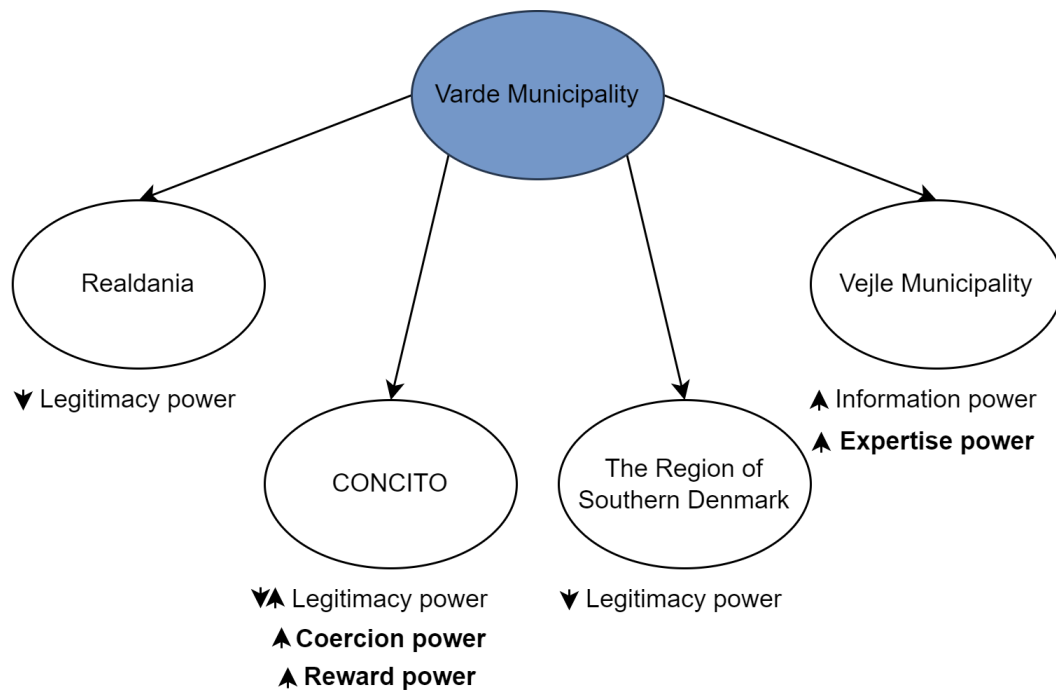 Varde Municipality
Realdania
Legitimacy power
Vejle Municipality
Information power
Expertise power
CONCITO
Legitimacy power
Coercion power
Reward power
The Region of
Southern Denmark
Legitimacy power